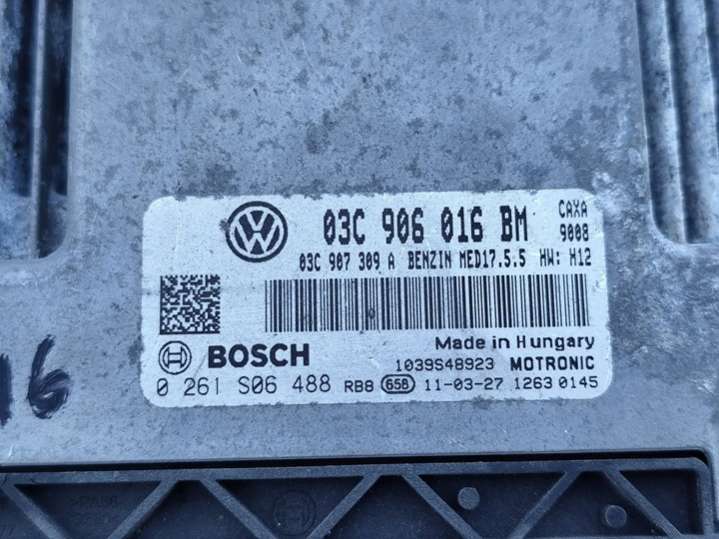 03C 906 016 BM CAXA
9008
03C 907 309 A BENZIN MED17.5.5 HW: H12
Made in Hungary
BOSCH 1039S48923 MOTRONIC
0 261 S06 488 RB8 658 11-03-27 1263 0145
16